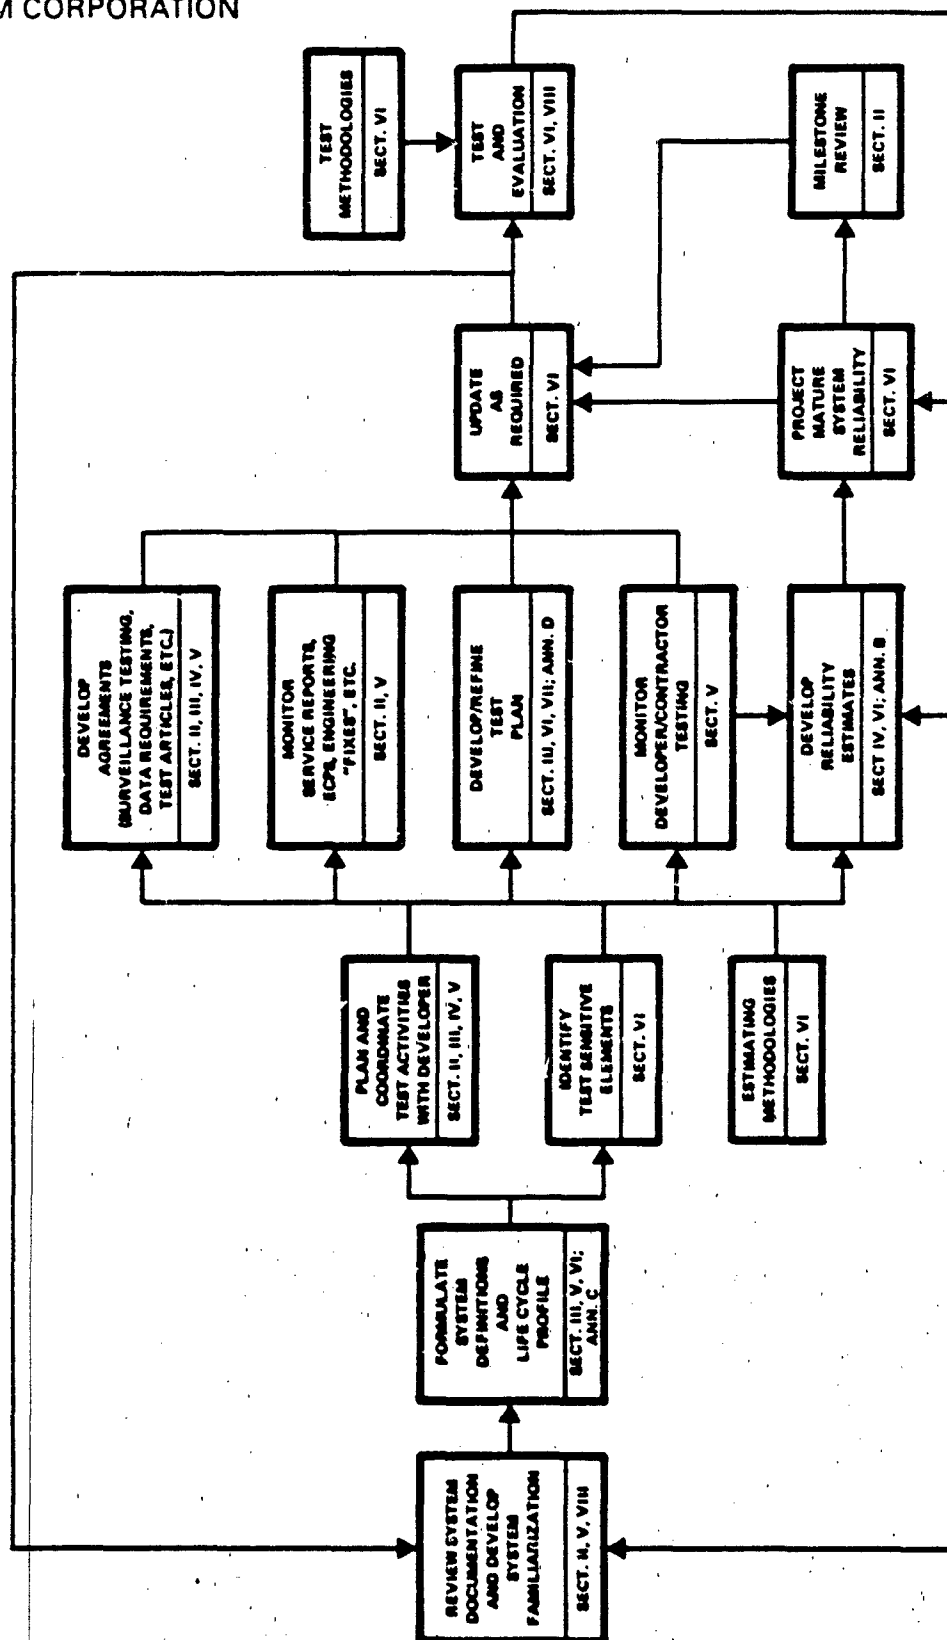 M CORPORATION
REVIEW SYSTEM
DOCUMENTATION
AND DEVELOP
SYSTEM
FAMILIARIZATION
SECT. II, V, VIII
FORMULATE
SYSTEM
DEFINITIONS
AND
LIFE CYCLE
PROFILE
SECT. III, V, VI;
ANN. C
PLAN AND
COORDINATE
TEST ACTIVITIES
WITH DEVELOPER
SECT. II, III, IV, V
IDENTIFY
TEST SENSITIVE
ELEMENTS
SECT. VI
ESTIMATING
METHODOLOGIES
SECT. VI
DEVELOP
AGREEMENTS
(SURVEILLANCE TESTING,
DATA REQUIREMENTS,
TEST ARTICLES, ETC.)
SECT. II, III, IV, V
MONITOR
SERVICE REPORTS,
ECPS, ENGINEERING
"FIXES", ETC.
SECT. II, V
DEVELOP/REFINE
TEST
PLAN
SECT. III, VI, VII; ANN. D
MONITOR
DEVELOPER/CONTRACTOR
TESTING
SECT. V
DEVELOP
RELIABILITY
ESTIMATES
SECT IV, VI; ANN. B
UPDATE
AS
REQUIRED
SECT. VI
PROJECT
MATURE
SYSTEM
RELIABILITY
SECT. VI
TEST
METHODOLOGIES
SECT. VI
TEST
AND
EVALUATION
SECT. VI, VIII
MILESTONE
REVIEW
SECT. II